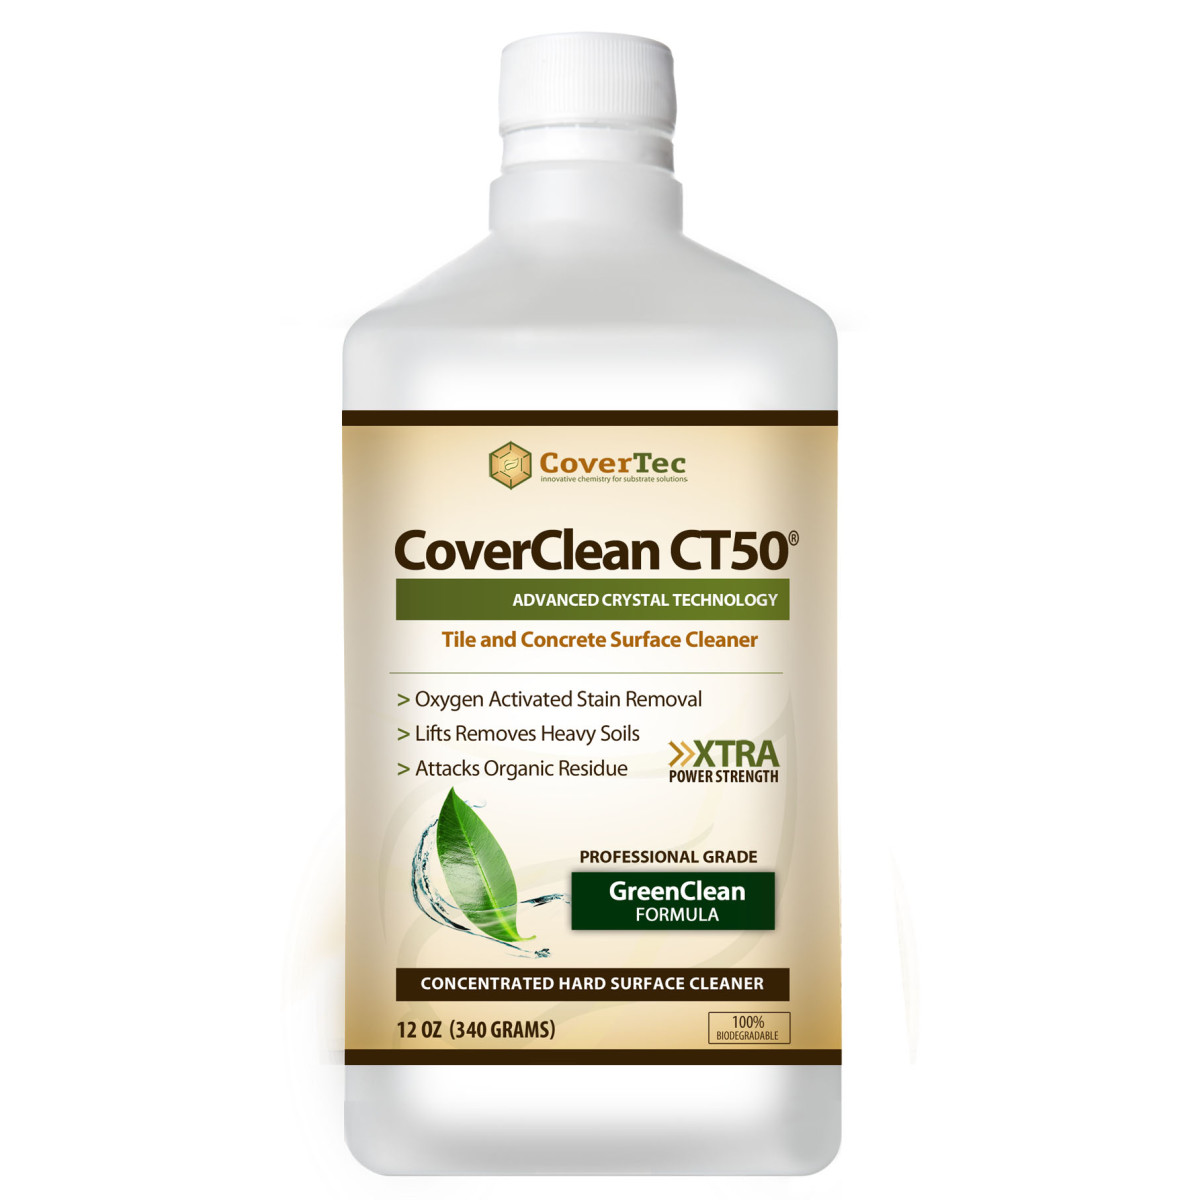 CoverTec
innovative chemistry for substrate solutions.
CoverClean CT50®
ADVANCED CRYSTAL TECHNOLOGY
Tile and Concrete Surface Cleaner
> Oxygen Activated Stain Removal
> Lifts Removes Heavy Soils
> Attacks Organic Residue
XTRA
POWER STRENGTH
PROFESSIONAL GRADE
GreenClean
FORMULA
CONCENTRATED HARD SURFACE CLEANER
12 OZ (340 GRAMS)
100%
BIODEGRADABLE